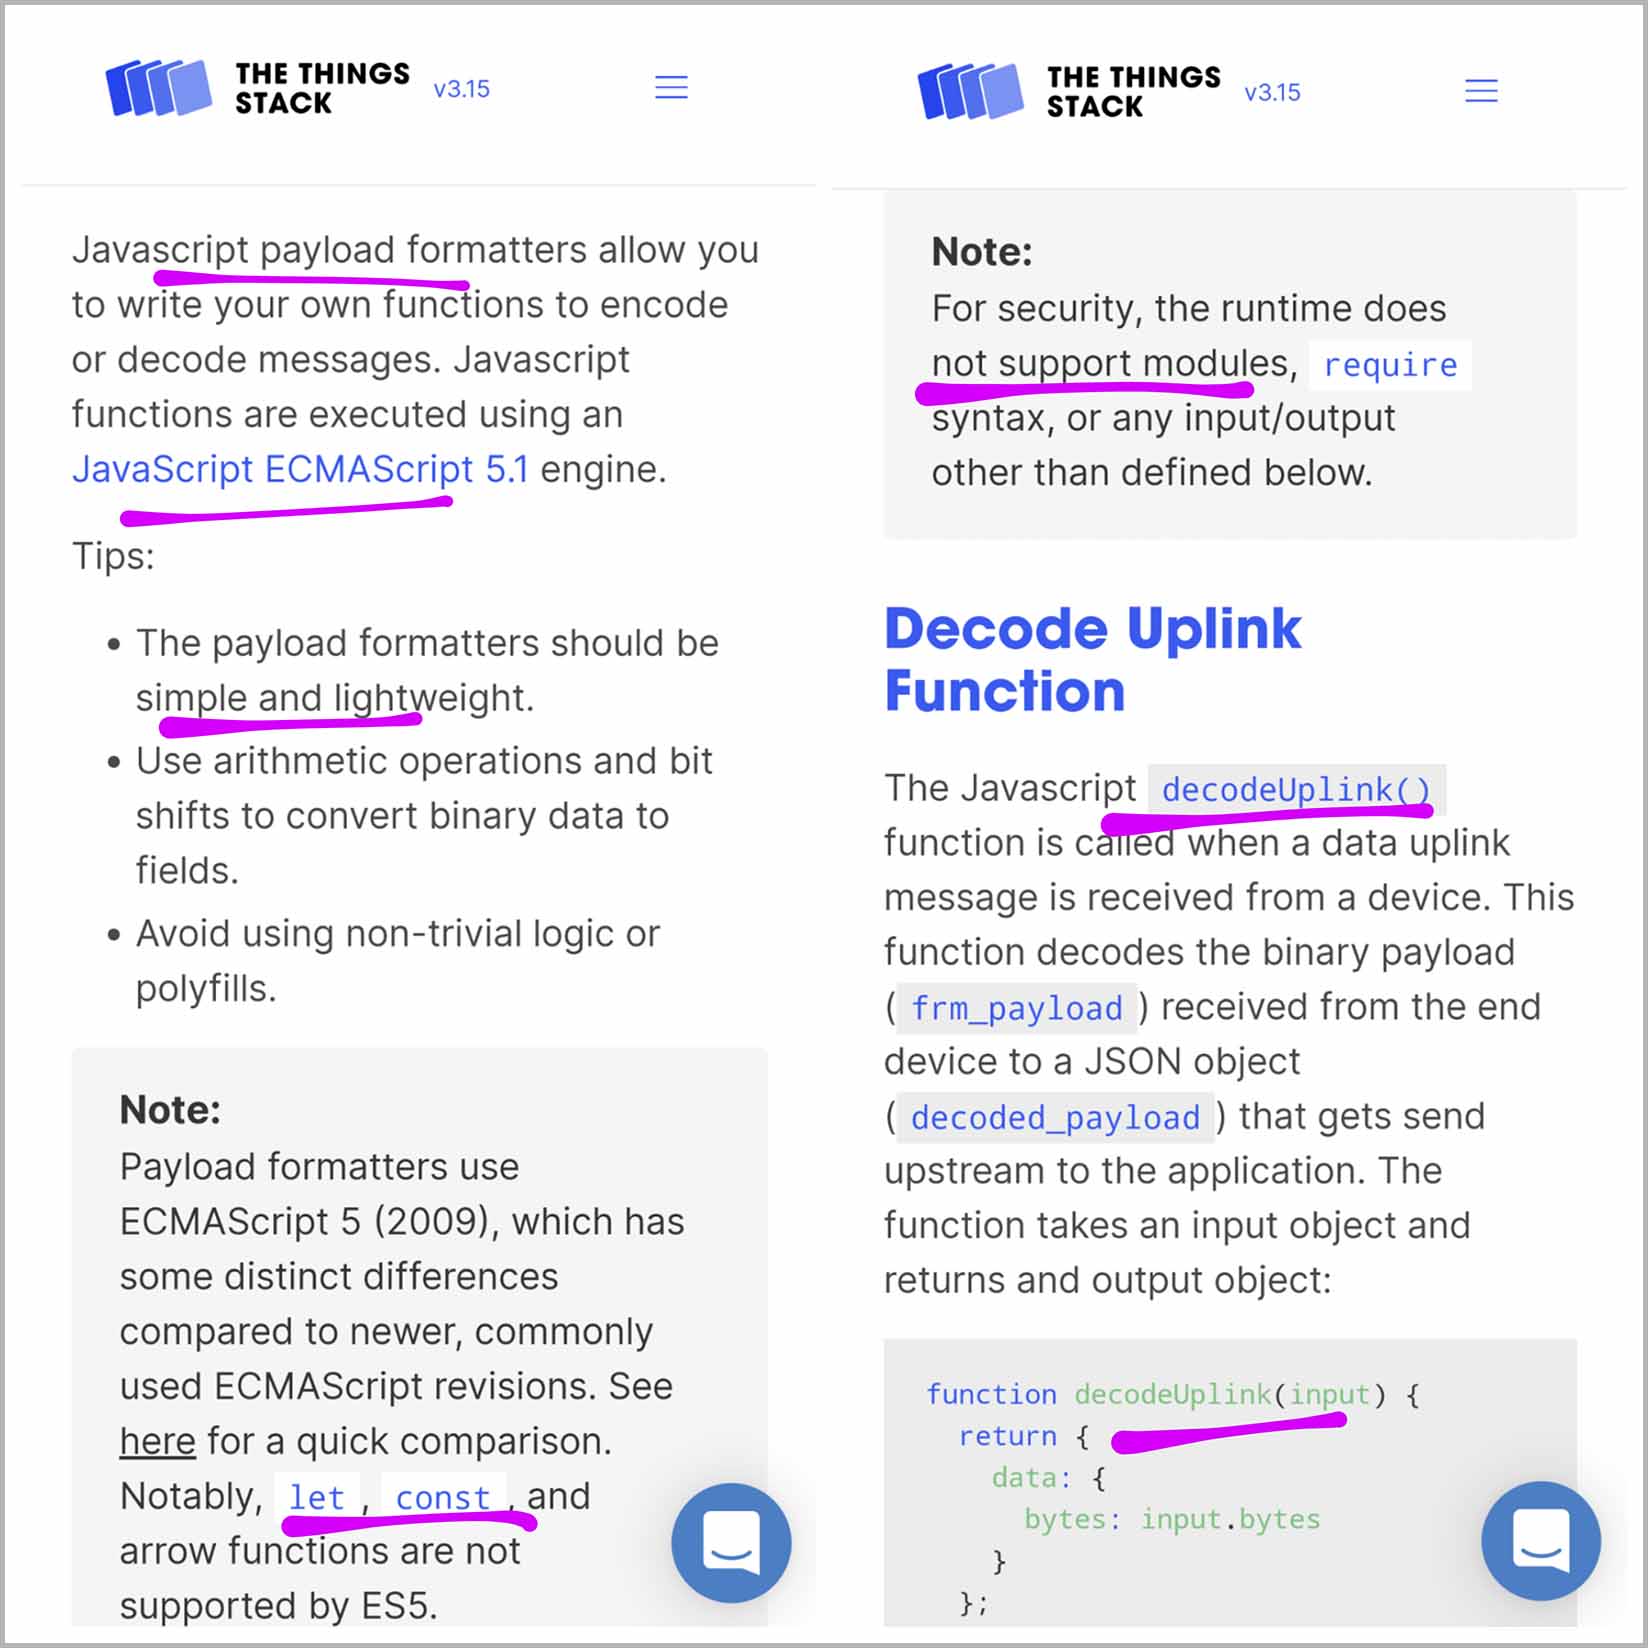 THE THINGS
STACK
v3.15
Javascript payload formatters allow you
to write your own functions to encode
or decode messages. Javascript
functions are executed using an
JavaScript ECMAScript 5.1 engine.
Tips:
• The payload formatters should be
simple and lightweight.
• Use arithmetic operations and bit
shifts to convert binary data to
fields.
• Avoid using non-trivial logic or
polyfills.
Note:
Payload formatters use
ECMAScript 5 (2009), which has
some distinct differences
compared to newer, commonly
used ECMAScript revisions. See
here for a quick comparison.
Notably, let, const, and
arrow functions are not
supported by ES5.
THE THINGS
STACK
v3.15
Note:
For security, the runtime does
not support modules, require
syntax, or any input/output
other than defined below.
Decode Uplink
Function
The Javascript decodeUplink()
function is called when a data uplink
message is received from a device. This
function decodes the binary payload
(frm_payload) received from the end
device to a JSON object
(decoded_payload) that gets send
upstream to the application. The
function takes an input object and
returns and output object:
function decodeUplink(input) {
return {
data: {
bytes: input.bytes
}
};